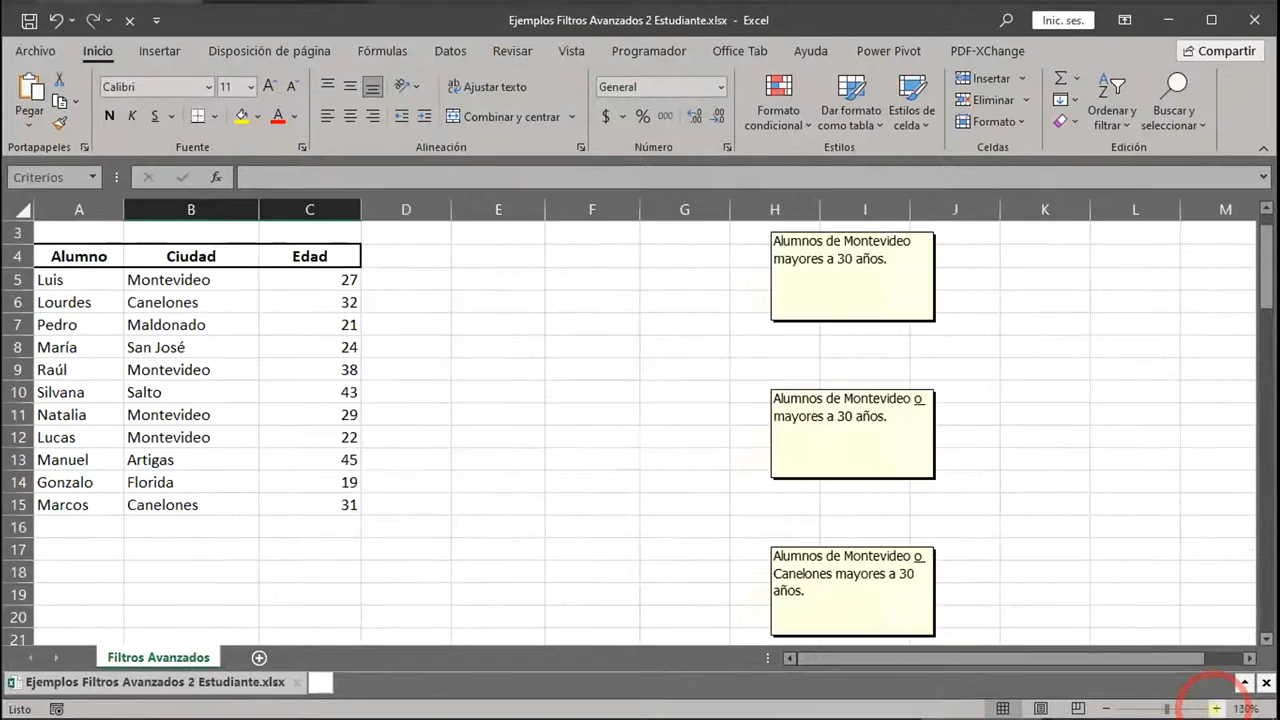 Ejemplos Filtros Avanzados 2 Estudiante.xlsx - Excel
Inic. ses.
Archivo Inicio Insertar Disposición de página Fórmulas Datos Revisar Vista Programador Office Tab Ayuda Power Pivot PDF-XChange Compartir
Pegar
Portapapeles
Calibri 11
N K S
Fuente
Ajustar texto
Combinar y centrar
Alineación
General
$ % 000
Número
Formato
condicional
Dar formato
como tabla
Estilos de
celda
Estilos
Insertar
Eliminar
Formato
Celdas
Ordenar y
filtrar
Buscar y
seleccionar
Edición
Criterios fx
A B C D E F G H I J K L M
3
4 Alumno Ciudad Edad
5 Luis Montevideo 27
6 Lourdes Canelones 32
7 Pedro Maldonado 21
8 María San José 24
9 Raúl Montevideo 38
10 Silvana Salto 43
11 Natalia Montevideo 29
12 Lucas Montevideo 22
13 Manuel Artigas 45
14 Gonzalo Florida 19
15 Marcos Canelones 31
16
17
18
19
20
21
Alumnos de Montevideo
mayores a 30 años.
Alumnos de Montevideo o
mayores a 30 años.
Alumnos de Montevideo o
Canelones mayores a 30
años.
Filtros Avanzados
Ejemplos Filtros Avanzados 2 Estudiante.xlsx
Listo
130%